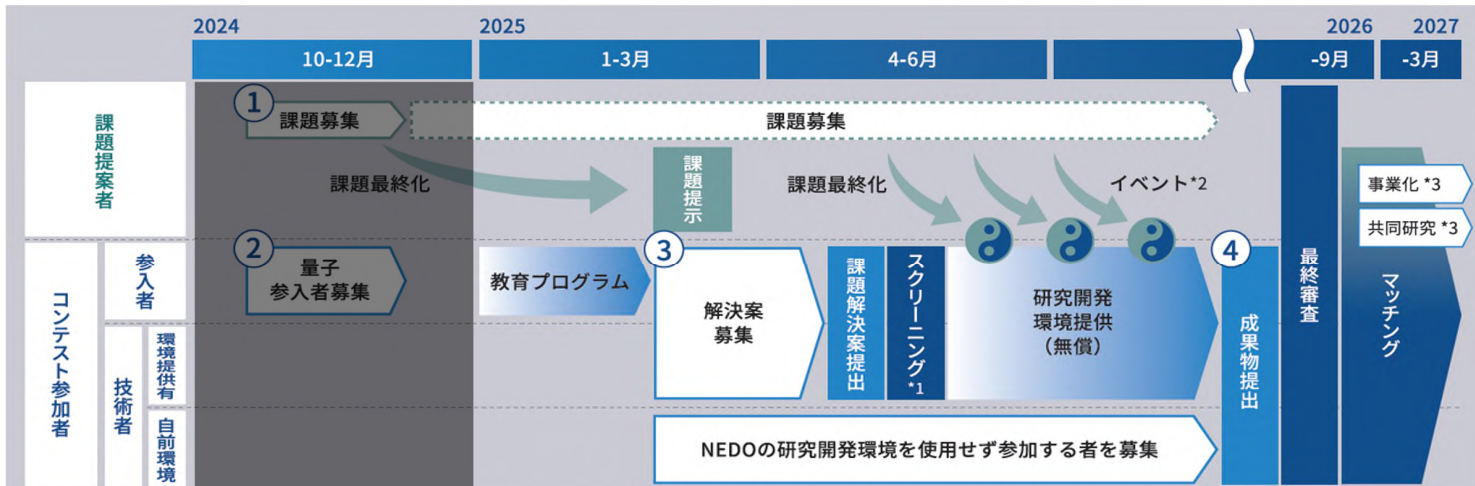 2024
2025
2026
2027
10-12月
1-3月
4-6月
-9月
-3月
課題提案者
1
課題募集
課題募集
課題最終化
課題提示
課題最終化
イベント*2
事業化 *3
共同研究 *3
コンテスト参加者
参入者
2
量子
参入者募集
教育プログラム
3
解決案
募集
課題解決案提出
スクリーニング*1
研究開発
環境提供
（無償）
4
成果物提出
最終審査
マッチング
技術者
環境提供有
自前環境
NEDOの研究開発環境を使用せず参加する者を募集